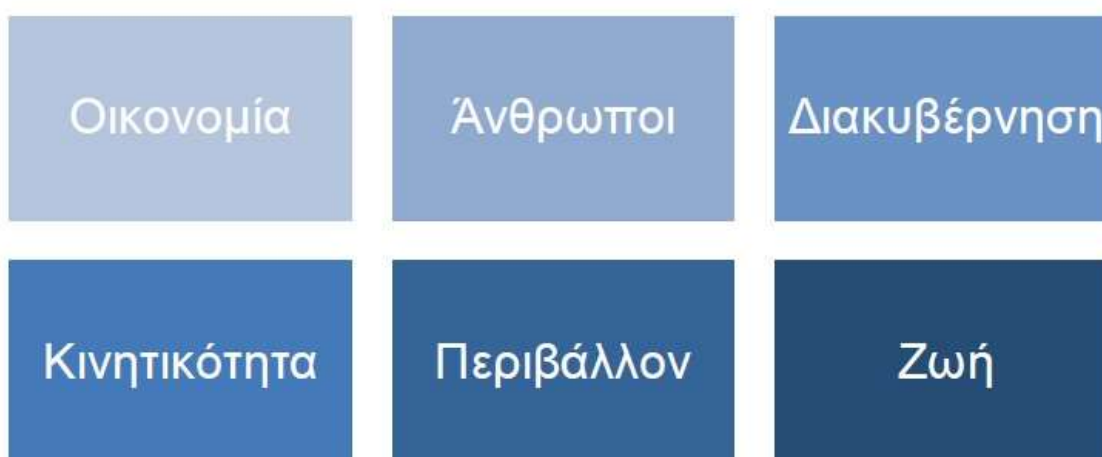 Οικονομία
Άνθρωποι
Διακυβέρνηση
Κινητικότητα
Περιβάλλον
Ζωή